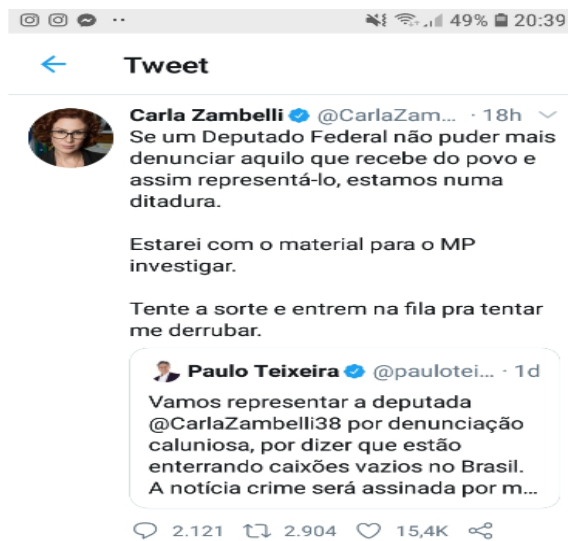 49% 20:39
Tweet
Carla Zambelli @CarlaZam... · 18h
Se um Deputado Federal não puder mais
denunciar aquilo que recebe do povo e
assim representá-lo, estamos numa
ditadura.
Estarei com o material para o MP
investigar.
Tente a sorte e entrem na fila pra tentar
me derrubar.
Paulo Teixeira @paulotei... · 1d
Vamos representar a deputada
@CarlaZambelli38 por denunciação
caluniosa, por dizer que estão
enterrando caixões vazios no Brasil.
A notícia crime será assinada por m...
2.121 2.904 15,4K